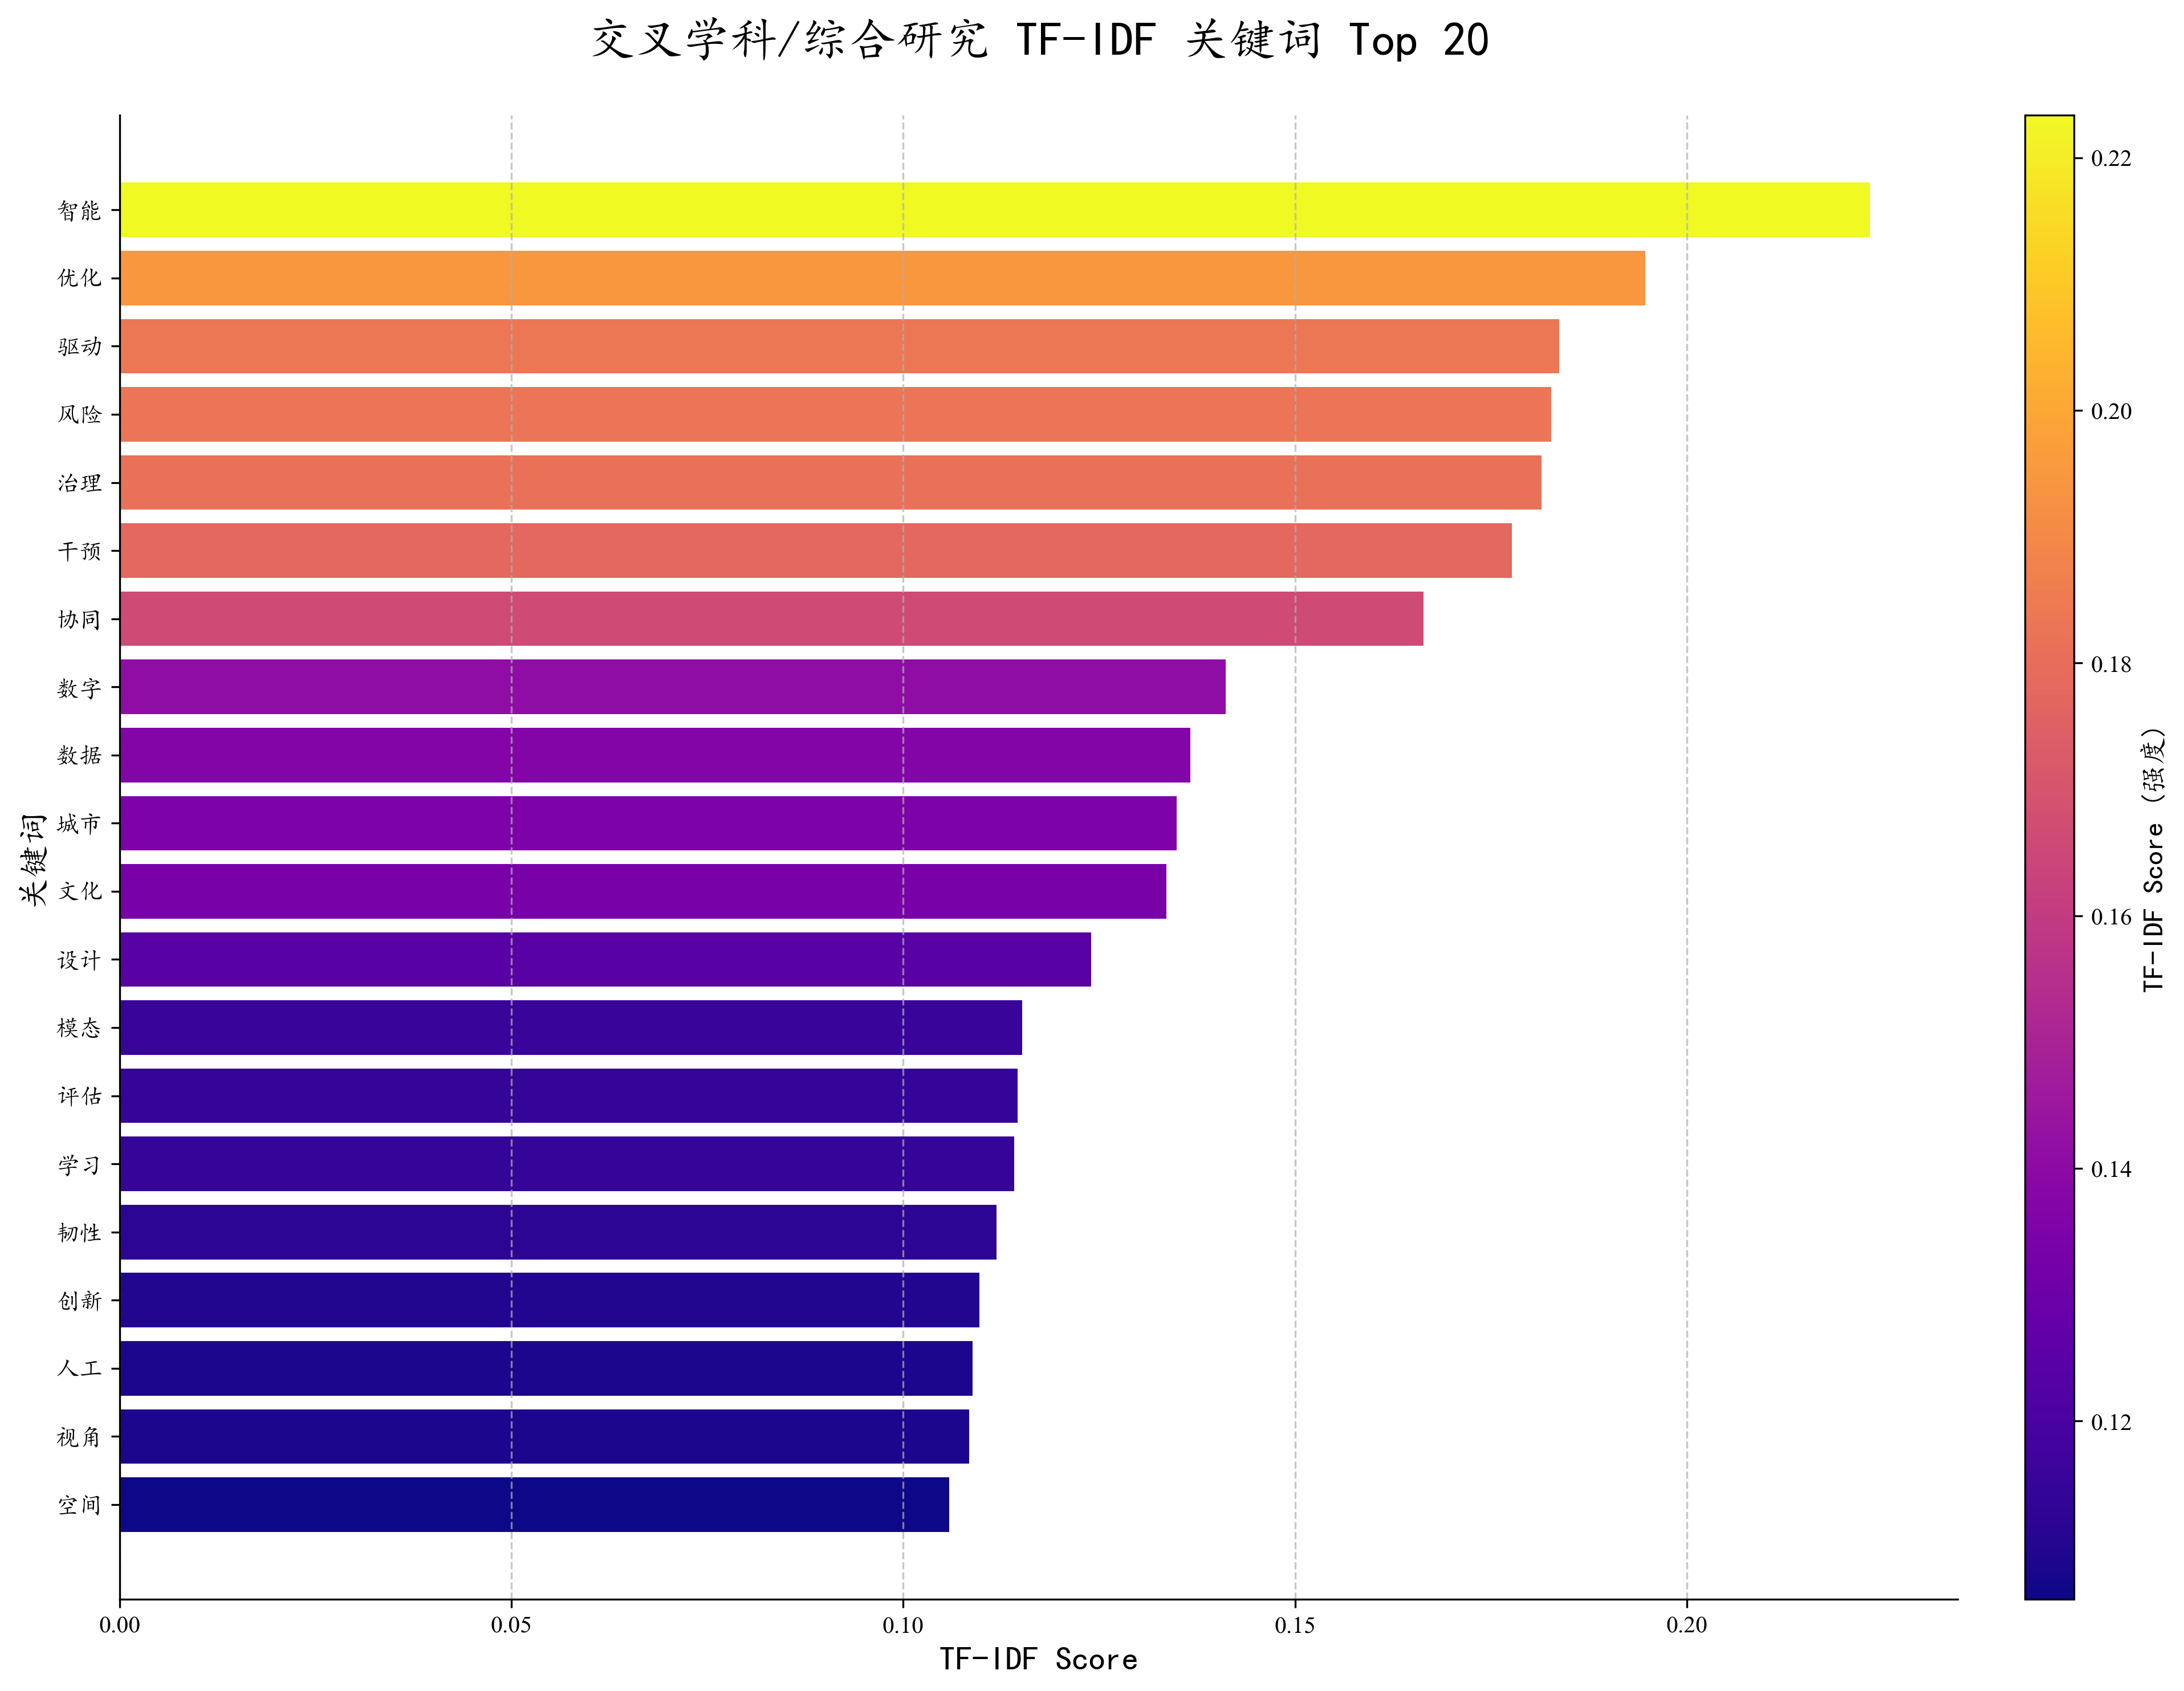 交叉学科/综合研究 TF-IDF 关键词 Top 20
关键词
智能
优化
驱动
风险
治理
干预
协同
数字
数据
城市
文化
设计
模态
评估
学习
韧性
创新
人工
视角
空间
0.00
0.05
0.10
0.15
0.20
TF-IDF Score
0.22
0.20
0.18
0.16
0.14
0.12
TF-IDF Score (强度)